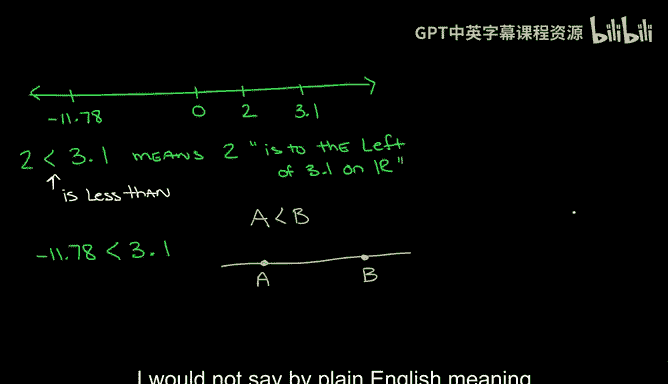 GPT中英字幕课程资源 bilibili
-11.78 0 2 3.1
2 < 3.1 MEANS 2 "is to the Left
of 3.1 on ℝ"
is Less than
A < B
-11.78 < 3.1
A B
I would not say by plain English meaning